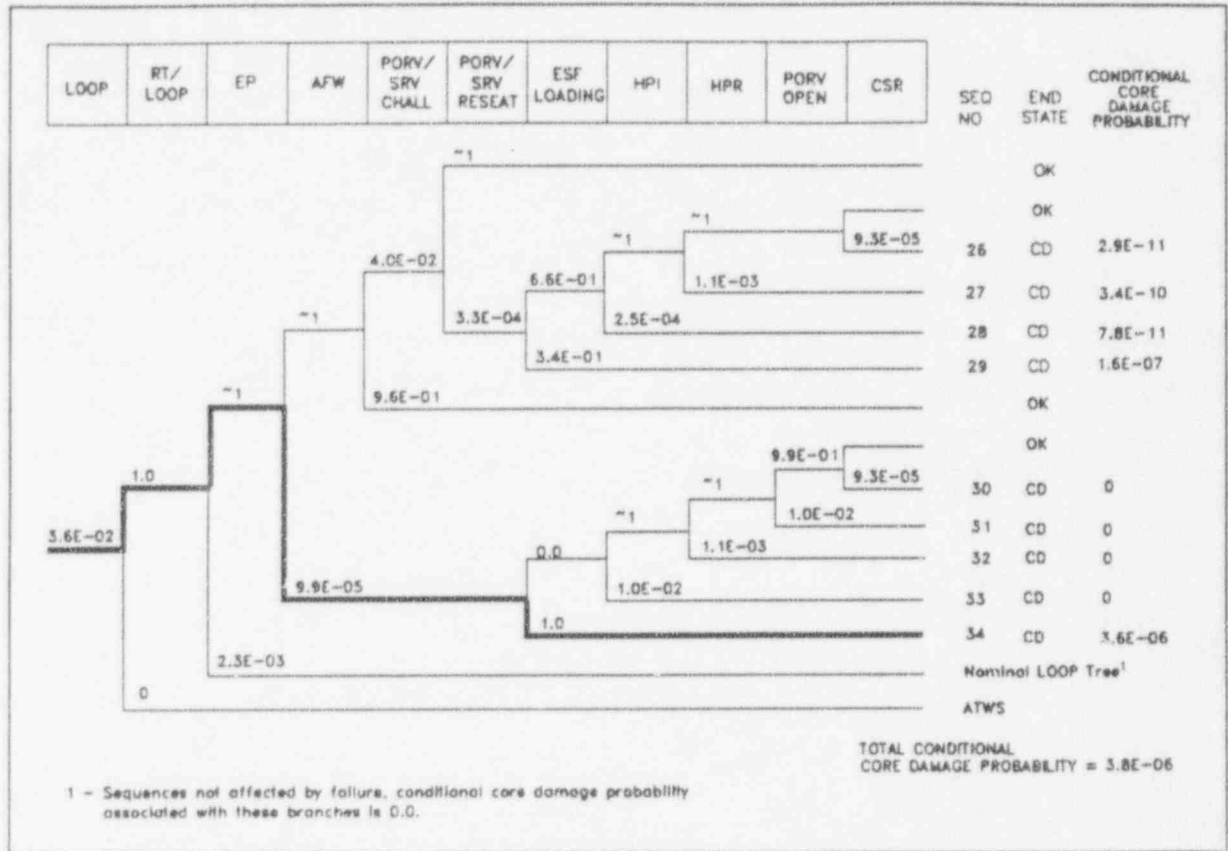 LOOP
RT/
LOOP
EP
AFW
PORV/
SRV
CHALL
PORV/
SRV
RESEAT
ESF
LOADING
HPI
HPR
PORV
OPEN
CSR
SEQ
NO
END
STATE
CONDITIONAL
CORE
DAMAGE
PROBABILITY
~1
OK
OK
~1
9.3E-05
26 CD 2.9E-11
~1
4.0E-02
6.6E-01
1.1E-03
27 CD 3.4E-10
~1
3.3E-04
2.5E-04
28 CD 7.8E-11
3.4E-01
29 CD 1.6E-07
~1
9.6E-01
OK
OK
9.9E-01
1.0
~1
9.3E-05
30 CD 0
3.6E-02
~1
1.0E-02
31 CD 0
0.0
1.1E-03
32 CD 0
9.9E-05
1.0E-02
33 CD 0
1.0
34 CD 3.6E-06
2.3E-03
Nominal LOOP Tree1
0
ATWS
TOTAL CONDITIONAL
CORE DAMAGE PROBABILITY = 3.8E-06
1 - Sequences not affected by failure, conditional core damage probability
associated with these branches is 0.0.